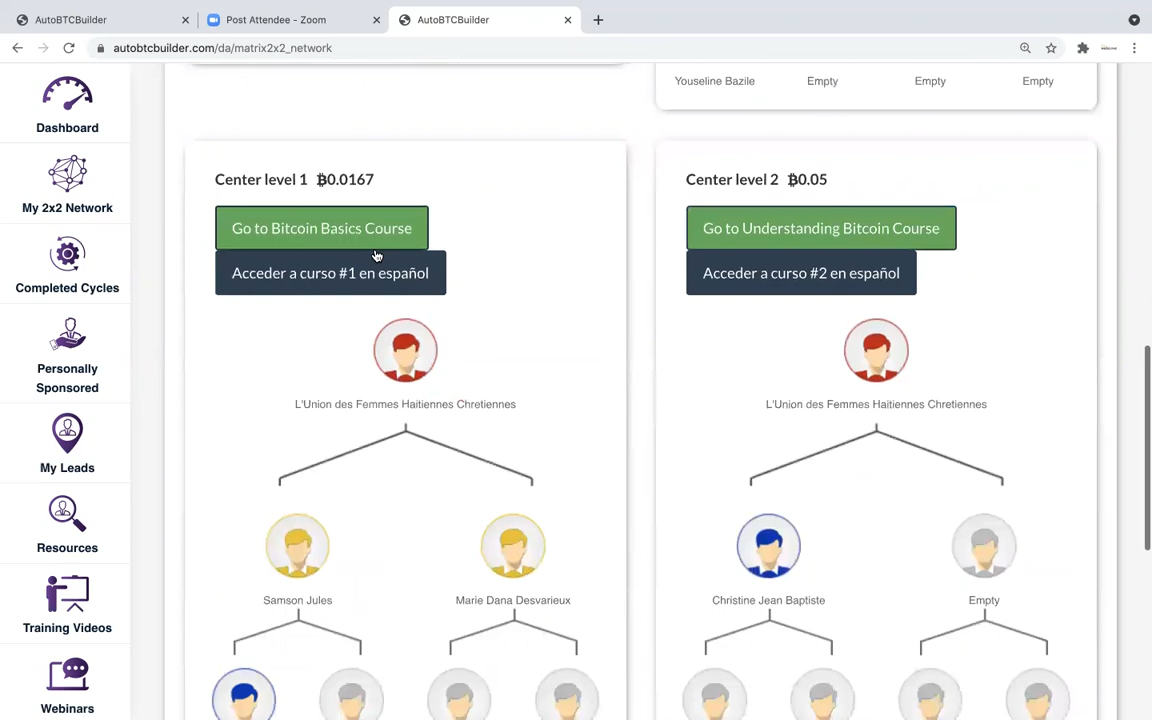 AutoBTCBuilder
Post Attendee - Zoom
AutoBTCBuilder
autobtcbuilder.com/da/matrix2x2_network
Dashboard
My 2x2 Network
Completed Cycles
Personally
Sponsored
My Leads
Resources
Training Videos
Webinars
Youseline Bazile
Empty
Empty
Empty
Center level 1 ₿0.0167
Go to Bitcoin Basics Course
Acceder a curso #1 en español
L'Union des Femmes Haitiennes Chretiennes
Samson Jules
Marie Dana Desvarieux
Center level 2 ₿0.05
Go to Understanding Bitcoin Course
Acceder a curso #2 en español
L'Union des Femmes Haitiennes Chretiennes
Christine Jean Baptiste
Empty